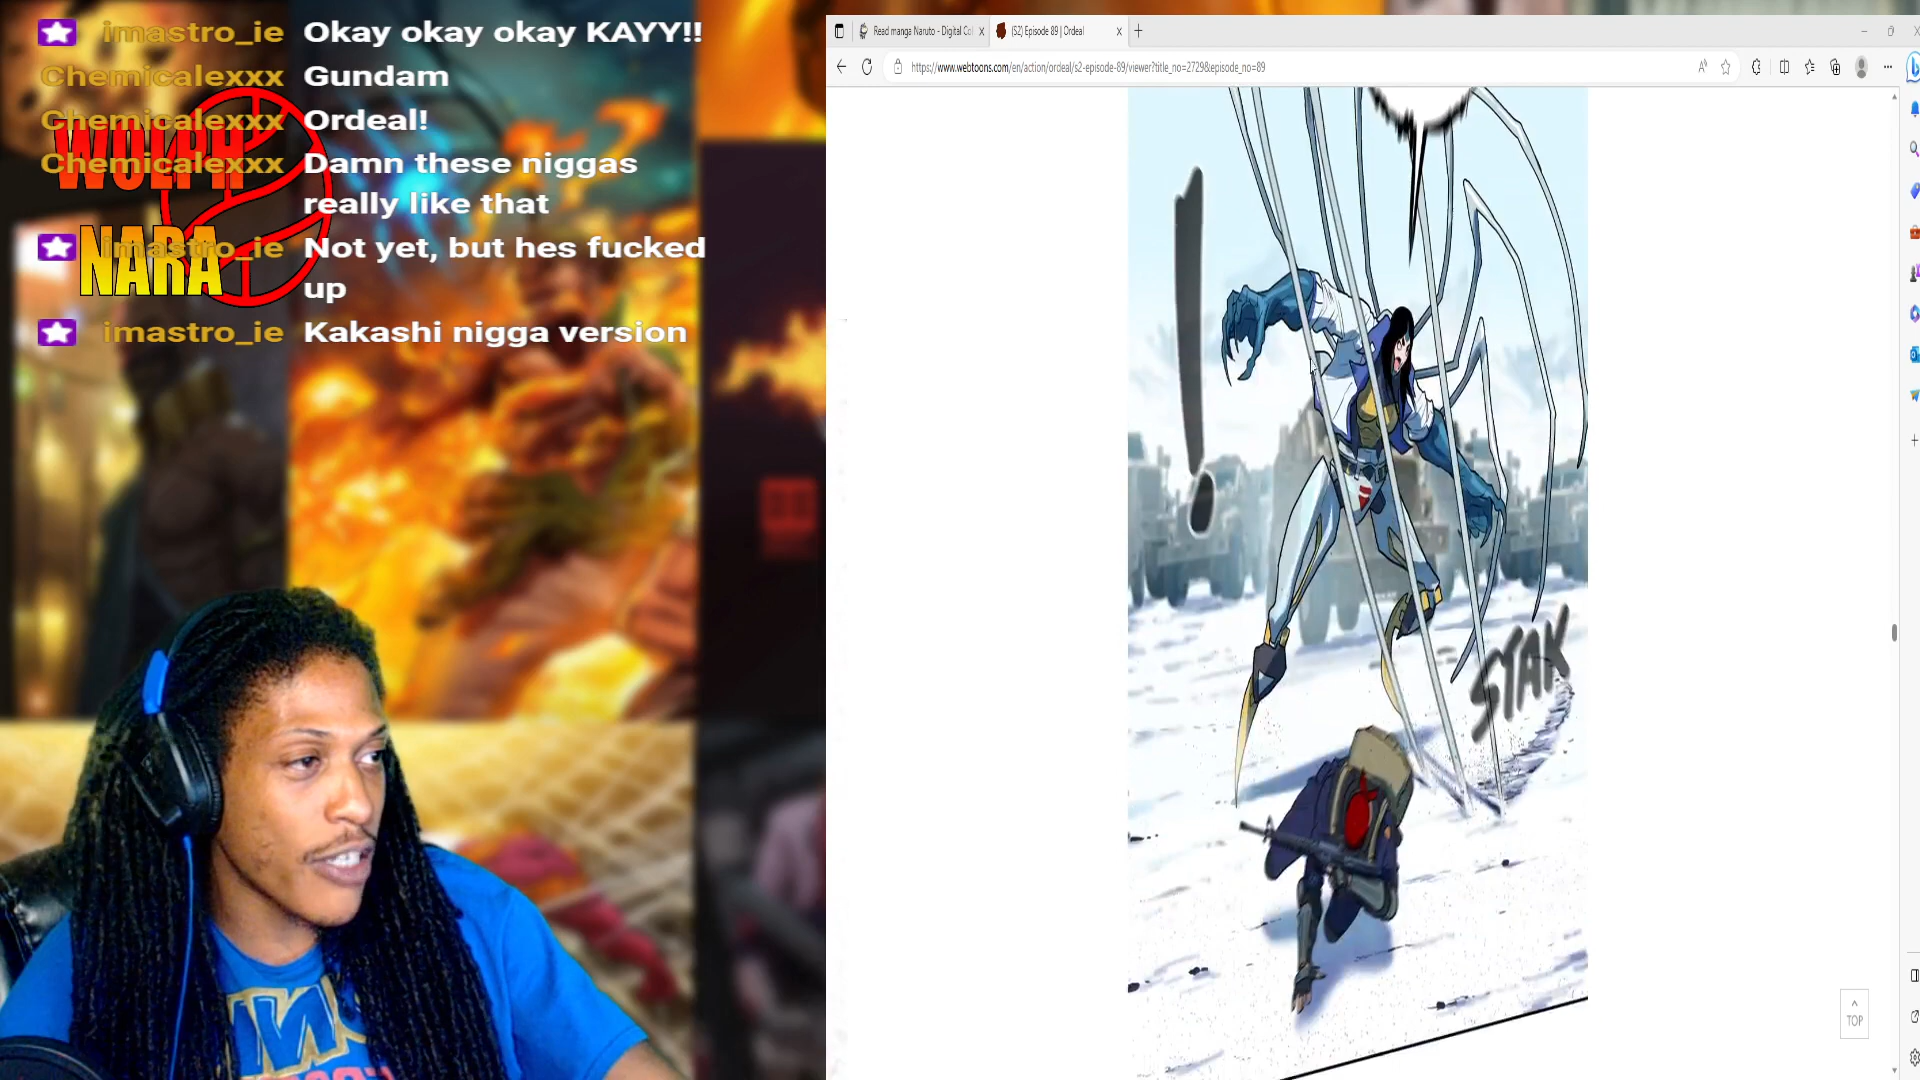 imastro_ie Okay okay okay KAYY!!
Chemicalexxx Gundam
Chemicalexxx Ordeal!
Chemicalexxx Damn these niggas
really like that
imastro_ie Not yet, but hes fucked
up
imastro_ie Kakashi nigga version
WOLPH
NARA
Read manga Naruto - Digital Col
(S2) Episode 89 | Ordeal
https://www.webtoons.com/en/action/ordeal/s2-episode-89/viewer?title_no=2729&episode_no=89
!
STAK
TOP